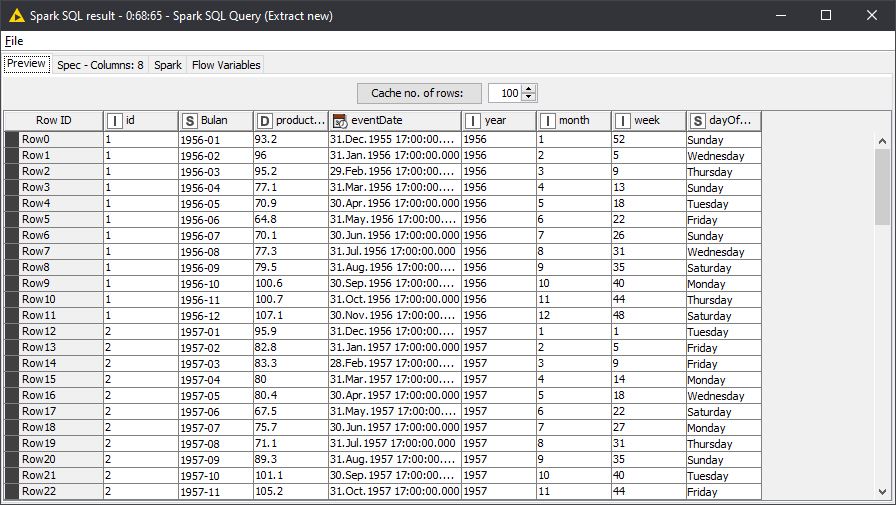 Spark SQL result - 0:68:65 - Spark SQL Query (Extract new)
File
Preview Spec - Columns: 8 Spark Flow Variables
Cache no. of rows: 100
Row ID I id S Bulan D product... eventDate I year I month I week S dayOf...
Row0 1 1956-01 93.2 31.Dec.1955 17:00:00.... 1956 1 52 Sunday
Row1 1 1956-02 96 31.Jan.1956 17:00:00.000 1956 2 5 Wednesday
Row2 1 1956-03 95.2 29.Feb.1956 17:00:00.... 1956 3 9 Thursday
Row3 1 1956-04 77.1 31.Mar.1956 17:00:00.... 1956 4 13 Sunday
Row4 1 1956-05 70.9 30.Apr.1956 17:00:00.000 1956 5 18 Tuesday
Row5 1 1956-06 64.8 31.May.1956 17:00:00.... 1956 6 22 Friday
Row6 1 1956-07 70.1 30.Jun.1956 17:00:00.000 1956 7 26 Sunday
Row7 1 1956-08 77.3 31.Jul.1956 17:00:00.000 1956 8 31 Wednesday
Row8 1 1956-09 79.5 31.Aug.1956 17:00:00.... 1956 9 35 Saturday
Row9 1 1956-10 100.6 30.Sep.1956 17:00:00.... 1956 10 40 Monday
Row10 1 1956-11 100.7 31.Oct.1956 17:00:00.000 1956 11 44 Thursday
Row11 1 1956-12 107.1 30.Nov.1956 17:00:00.... 1956 12 48 Saturday
Row12 2 1957-01 95.9 31.Dec.1956 17:00:00.... 1957 1 1 Tuesday
Row13 2 1957-02 82.8 31.Jan.1957 17:00:00.000 1957 2 5 Friday
Row14 2 1957-03 83.3 28.Feb.1957 17:00:00.... 1957 3 9 Friday
Row15 2 1957-04 80 31.Mar.1957 17:00:00.... 1957 4 14 Monday
Row16 2 1957-05 80.4 30.Apr.1957 17:00:00.000 1957 5 18 Wednesday
Row17 2 1957-06 67.5 31.May.1957 17:00:00.... 1957 6 22 Saturday
Row18 2 1957-07 75.7 30.Jun.1957 17:00:00.000 1957 7 27 Monday
Row19 2 1957-08 71.1 31.Jul.1957 17:00:00.000 1957 8 31 Thursday
Row20 2 1957-09 89.3 31.Aug.1957 17:00:00.... 1957 9 35 Sunday
Row21 2 1957-10 101.1 30.Sep.1957 17:00:00.... 1957 10 40 Tuesday
Row22 2 1957-11 105.2 31.Oct.1957 17:00:00.000 1957 11 44 Friday